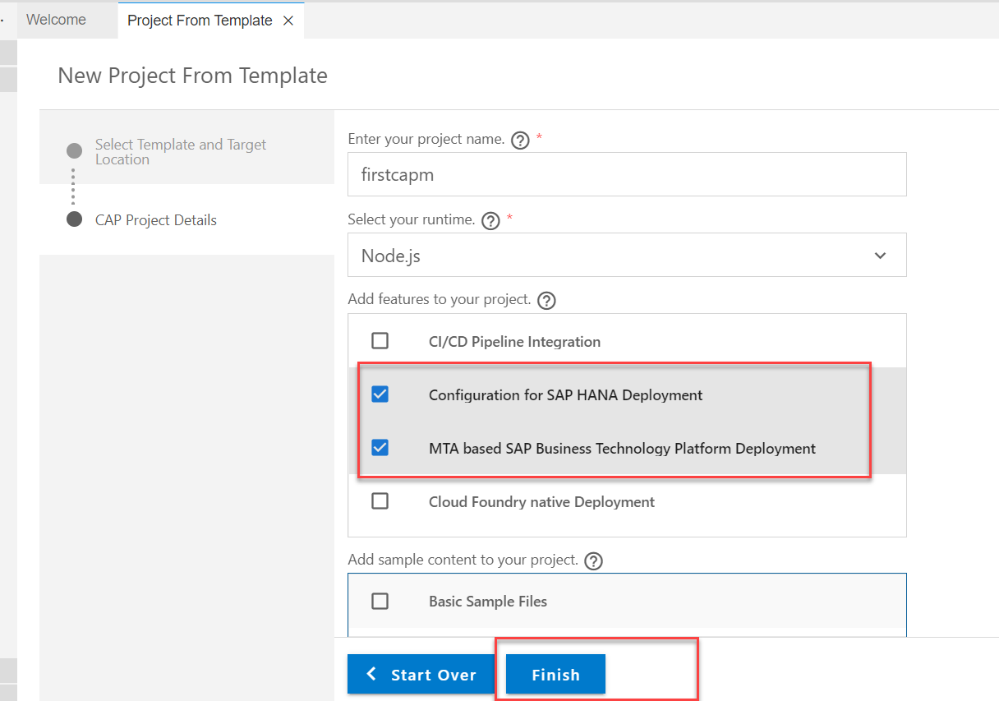 Welcome
Project From Template
New Project From Template
Select Template and Target
Location
CAP Project Details
Enter your project name. *
firstcapm
Select your runtime. *
Node.js
Add features to your project.
CI/CD Pipeline Integration
Configuration for SAP HANA Deployment
MTA based SAP Business Technology Platform Deployment
Cloud Foundry native Deployment
Add sample content to your project.
Basic Sample Files
Start Over
Finish